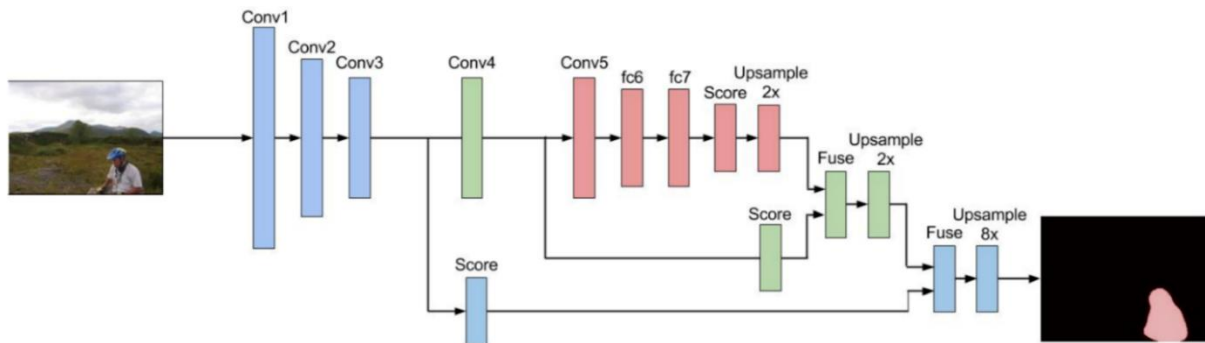 Conv1
Conv2
Conv3
Conv4
Conv5
fc6
fc7
Score
Upsample
2x
Fuse
Upsample
2x
Score
Fuse
Upsample
8x
Score